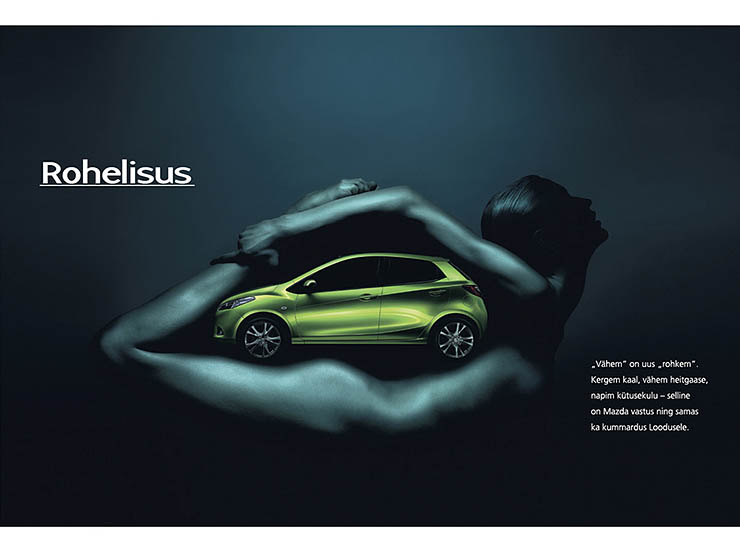 Rohelisus
„Vähem“ on uus „rohkem“.
Kergem kaal, vähem heitgaase,
napim kütusekulu – selline
on Mazda vastus ning samas
ka kummardus Loodusele.